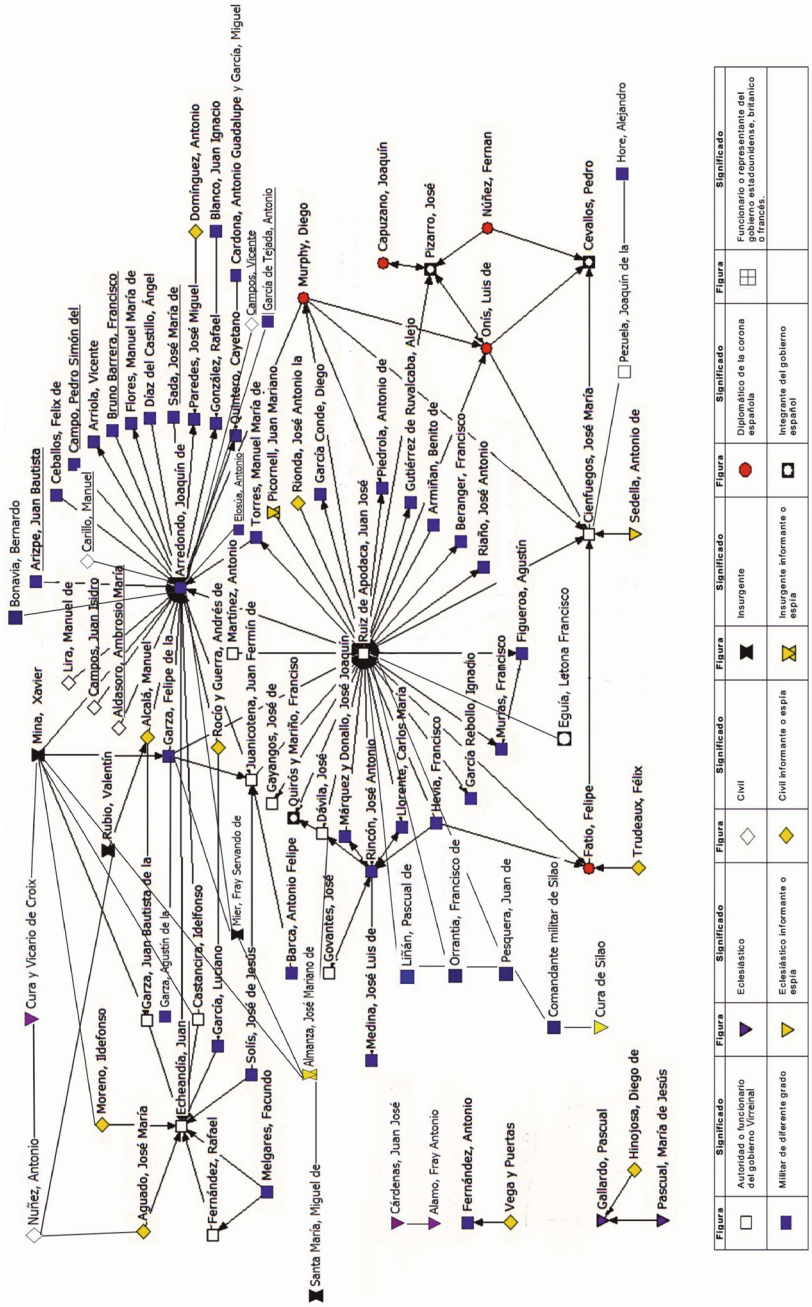 Bonavia, Bernardo
Arizpe, Juan Bautista
Ceballos, Felix de
Campo, Pedro Simón del
Carillo, Manuel
Arriola, Vicente
Bruno Barrera, Francisco
Flores, Manuel María de
Díaz del Castillo, Ángel
Sada, José María de
Paredes, José Miguel
Domínguez, Antonio
González, Rafael
Blanco, Juan Ignacio
Quintero, Cayetano
Cardona, Antonio Guadalupe y García, Miguel
Campos, Vicente
García de Tejada, Antonio
Elosúa, Antonio
Arredondo, Joaquín de
Mina, Xavier
Lira, Manuel de
Campos, Juan Isidro
Aldasoro, Ambrosio María
Alcalá, Manuel
Garza, Felipe de la
Rocío y Guerra, Andrés de
Martínez, Antonio
Juanicotena, Juan Fermín de
Gayangos, José de
Quirós y Mariño, Franciso
Dávila, José
Márquez y Donallo, José Joaquín
Rincón, José Antonio
Llorente, Carlos María
Hevia, Francisco
García Rebollo, Ignadio
Murias, Francisco
Figueroa, Agustín
Eguía, Letona Francisco
Ruiz de Apodaca, Juan José
Torres, Manuel María de
Picornell, Juan Mariano
Rionda, José Antonio la
García Conde, Diego
Piedrola, Antonio de
Gutiérrez de Ruvalcaba, Alejo
Armiñan, Benito de
Beranger, Francisco
Riaño, José Antonio
Murphy, Diego
Capuzano, Joaquín
Pizarro, José
Núñez, Fernan
Onís, Luis de
Cevallos, Pedro
Cienfuegos, José María
Pezuela, Joaquín de la
Hore, Alejandro
Sedella, Antonio de
Fatio, Felipe
Trudeaux, Félix
Cura y Vicario de Croix
Nuñez, Antonio
Rubio, Valentín
Moreno, Ildefonso
Garza, Juan Bautista de la
Garza, Agustín de la
Castancira, Idelfonso
García, Luciano
Solís, José de Jesús
Echeandía, Juan
Aguado, José María
Fernández, Rafael
Melgares, Facundo
Mier, Fray Servando de
Almanza, José Mariano de
Santa María, Miguel de
Barca, Antonio Felipe
Govantes, José
Medina, José Luis de
Liñán, Pascual de
Orrantia, Francisco de
Pesquera, Juan de
Comandante militar de Silao
Cura de Silao
Cárdenas, Juan José
Alamo, Fray Antonio
Fernández, Antonio
Vega y Puertas
Gallardo, Pascual
Hinojosa, Diego de
Pascual, María de Jesús
Figura
Significado
Figura
Significado
Figura
Significado
Figura
Significado
Figura
Significado
Figura
Significado
Autoridad o funcionario
del gobierno Virreinal
Eclesiástico
Civil
Insurgente
Diplomático de la corona
española
Funcionario o representante del
gobierno estadounidense, britanico
o francés.
Militar de diferente grado
Eclesiástico informante o
espía
Civil informante o espía
Insurgente informante o
espía
Integrante del gobierno
español